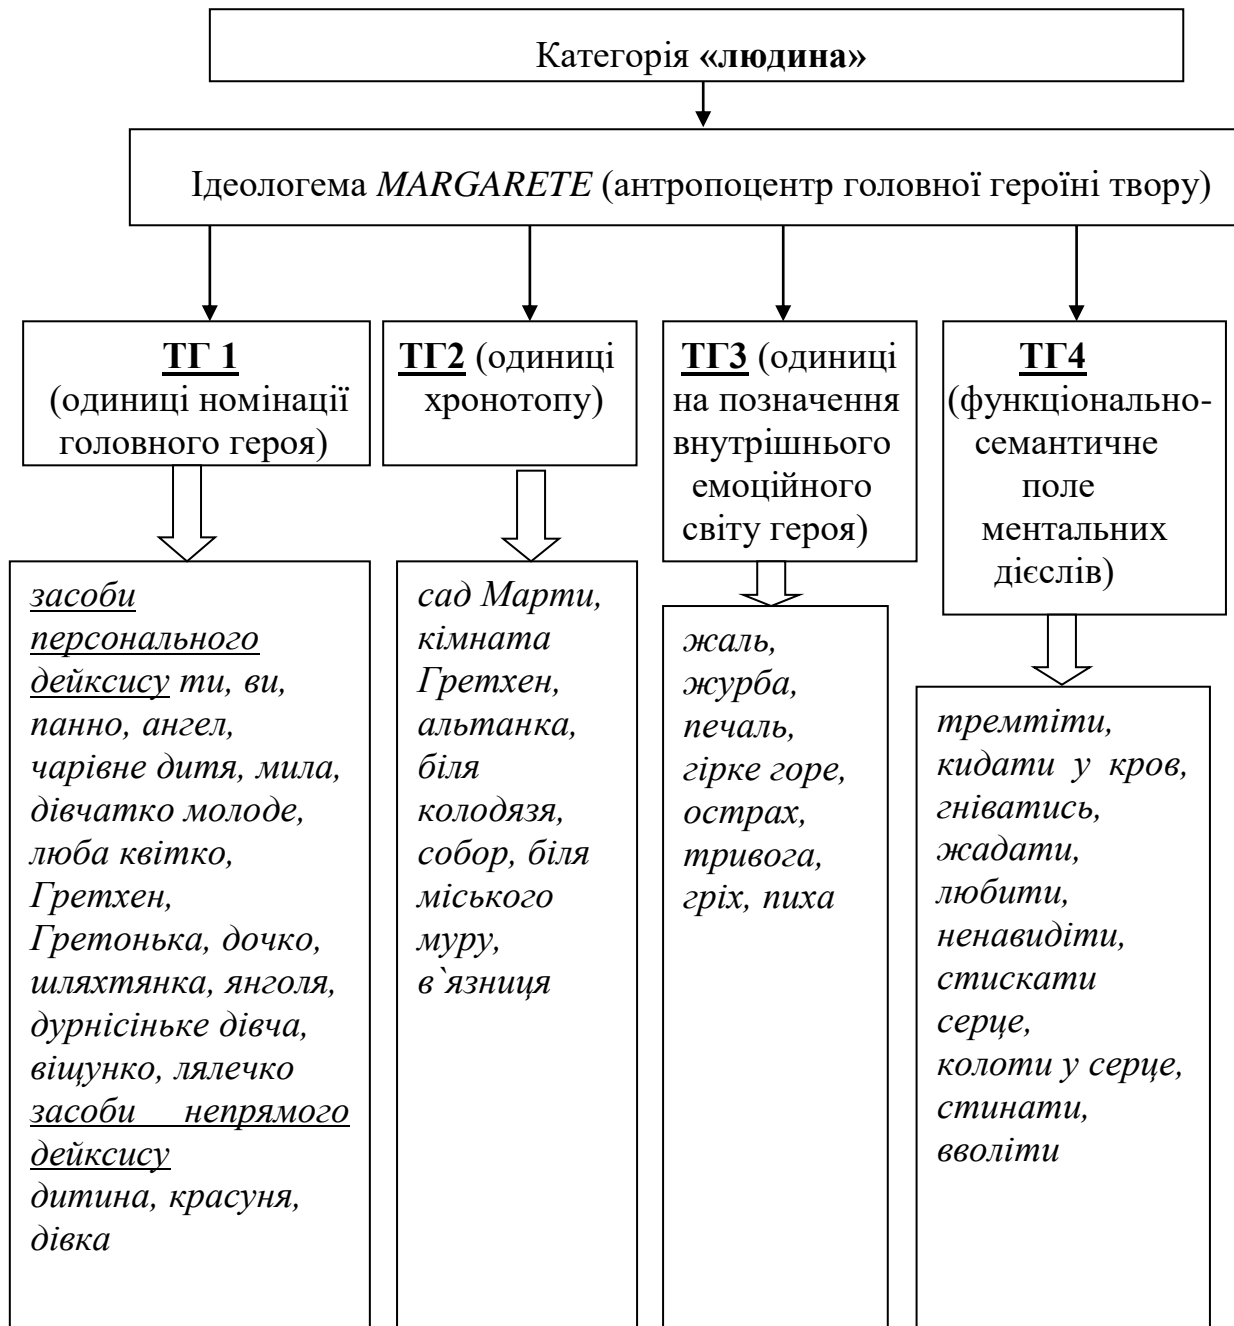 Категорія «людина»
Ідеологема MARGARETE (антропоцентр головної героїні твору)
ТГ 1
(одиниці номінації
головного героя)
ТГ2 (одиниці
хронотопу)
ТГ3 (одиниці
на позначення
внутрішнього
емоційного
світу героя)
ТГ4
(функціонально-
семантичне
поле
ментальних
дієслів)
засоби
персонального
дейксису ти, ви,
панно, ангел,
чарівне дитя, мила,
дівчатко молоде,
люба квітко,
Гретхен,
Гретонька, дочко,
шляхтянка, янголя,
дурнісіньке дівча,
віщунко, лялечко
засоби непрямого
дейксису
дитина, красуня,
дівка
сад Марти,
кімната
Гретхен,
альтанка,
біля
колодязя,
собор, біля
міського
муру,
в`язниця
жаль,
журба,
печаль,
гірке горе,
острах,
тривога,
гріх, пиха
тремтіти,
кидати у кров,
гніватись,
жадати,
любити,
ненавидіти,
стискати
серце,
колоти у серце,
стинати,
вволіти